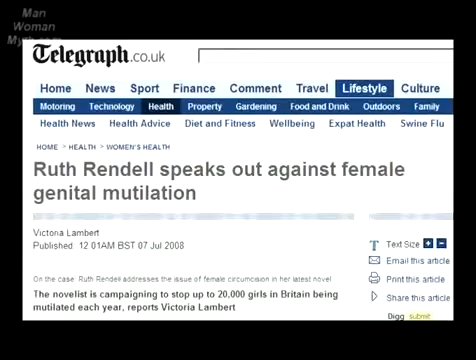 Man
Woman
Myth.com
Telegraph.co.uk
Home News Sport Finance Comment Travel Lifestyle Culture
Motoring Technology Health Property Gardening Food and Drink Outdoors Family
Health News Health Advice Diet and Fitness Wellbeing Expat Health Swine Flu
HOME > HEALTH > WOMEN'S HEALTH
Ruth Rendell speaks out against female
genital mutilation
Victoria Lambert
Published: 12:01AM BST 07 Jul 2008
Text Size + -
Email this article
Print this article
Share this article
Digg submit
On the case: Ruth Rendell addresses the issue of female circumcision in her latest novel
The novelist is campaigning to stop up to 20,000 girls in Britain being
mutilated each year, reports Victoria Lambert